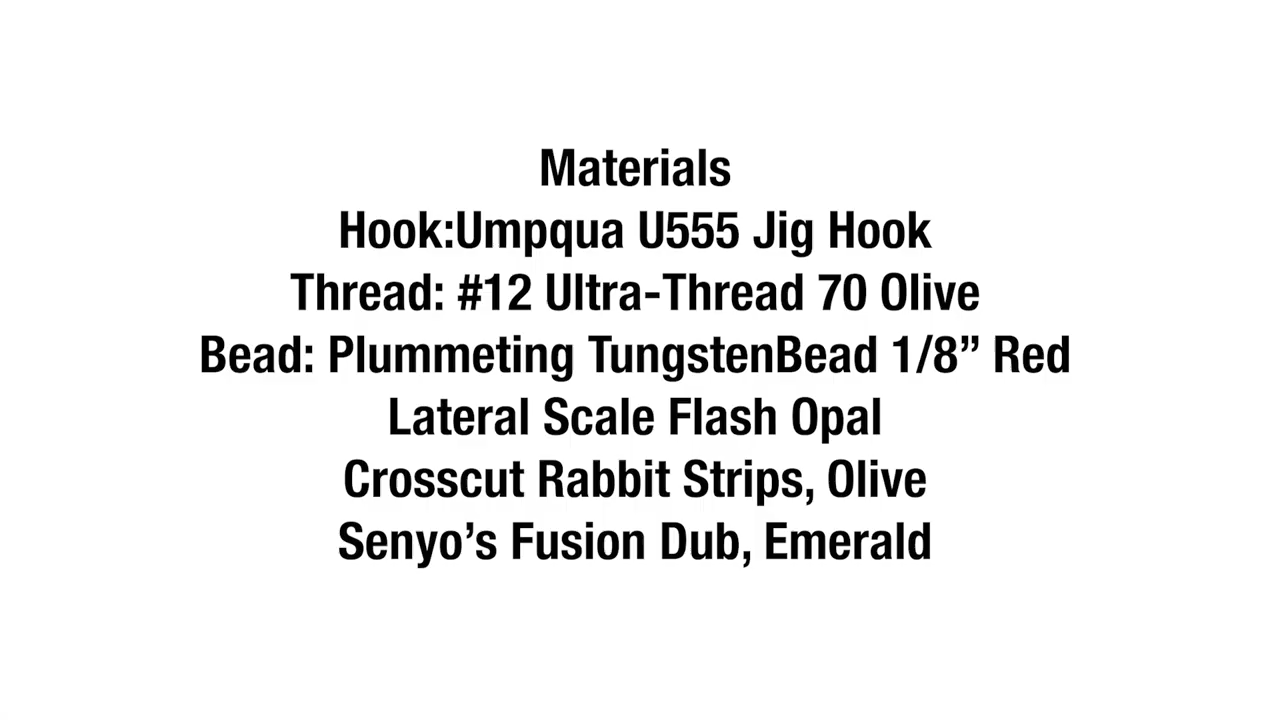 Materials
Hook:Umpqua U555 Jig Hook
Thread: #12 Ultra-Thread 70 Olive
Bead: Plummeting TungstenBead 1/8” Red
Lateral Scale Flash Opal
Crosscut Rabbit Strips, Olive
Senyo’s Fusion Dub, Emerald